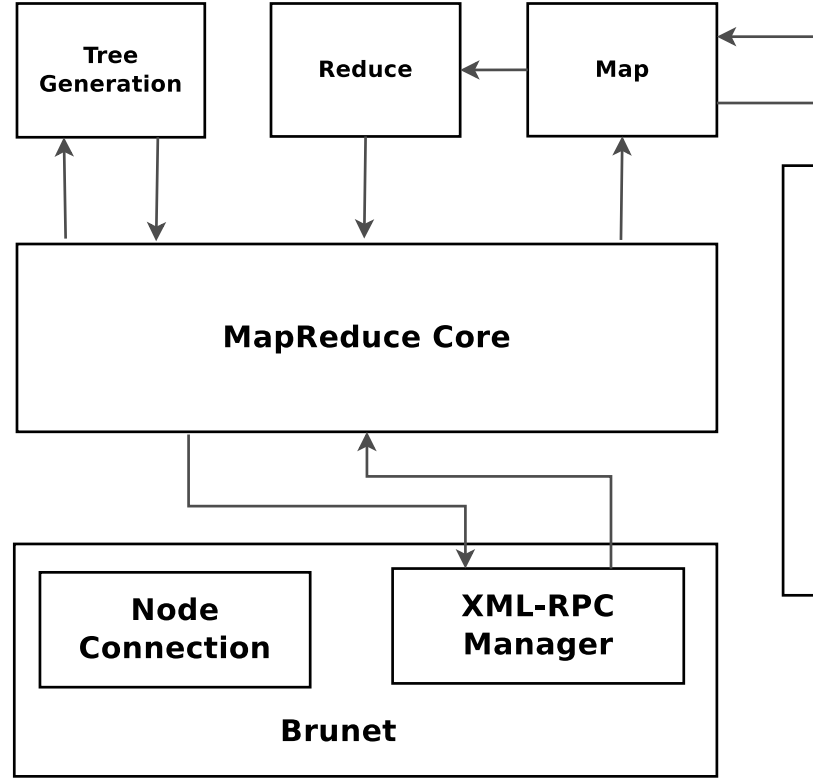 Tree
Generation
Reduce
Map
MapReduce Core
Node
Connection
XML-RPC
Manager
Brunet